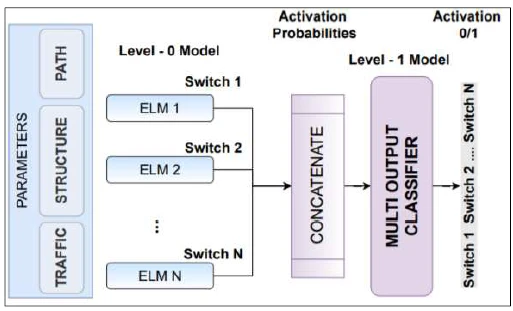 PARAMETERS
PATH
STRUCTURE
TRAFFIC
Level - 0 Model
Switch 1
ELM 1
Switch 2
ELM 2
⋮
Switch N
ELM N
Activation
Probabilities
CONCATENATE
Level - 1 Model
MULTI OUTPUT
CLASSIFIER
Activation
0/1
Switch 1 Switch 2 .... Switch N